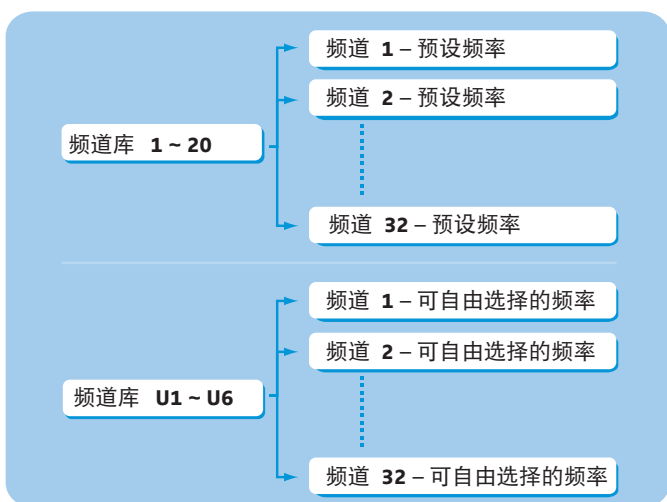 频道 1 – 预设频率
频道 2 – 预设频率
频道库 1 ~ 20
频道 32 – 预设频率
频道 1 – 可自由选择的频率
频道 2 – 可自由选择的频率
频道库 U1 ~ U6
频道 32 – 可自由选择的频率